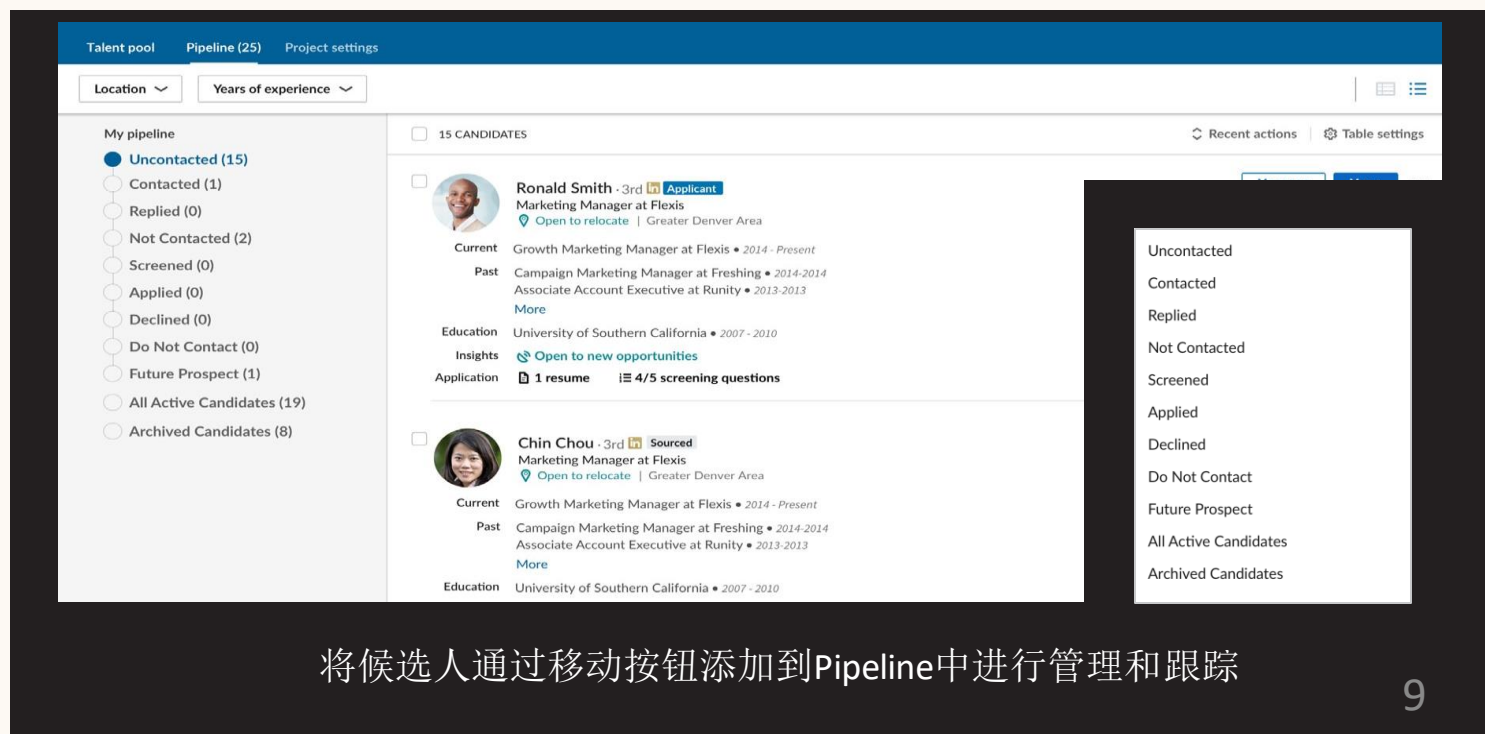 Talent pool Pipeline (25) Project settings
Location Years of experience
My pipeline
Uncontacted (15)
Contacted (1)
Replied (0)
Not Contacted (2)
Screened (0)
Applied (0)
Declined (0)
Do Not Contact (0)
Future Prospect (1)
All Active Candidates (19)
Archived Candidates (8)
15 CANDIDATES Recent actions Table settings
Ronald Smith · 3rd in Applicant
Marketing Manager at Flexis
Open to relocate | Greater Denver Area
Current Growth Marketing Manager at Flexis • 2014 - Present
Past Campaign Marketing Manager at Freshing • 2014-2014
Associate Account Executive at Runity • 2013-2013
More
Education University of Southern California • 2007 - 2010
Insights Open to new opportunities
Application 1 resume 4/5 screening questions
Chin Chou · 3rd in Sourced
Marketing Manager at Flexis
Open to relocate | Greater Denver Area
Current Growth Marketing Manager at Flexis • 2014 - Present
Past Campaign Marketing Manager at Freshing • 2014-2014
Associate Account Executive at Runity • 2013-2013
More
Education University of Southern California • 2007 - 2010
Uncontacted
Contacted
Replied
Not Contacted
Screened
Applied
Declined
Do Not Contact
Future Prospect
All Active Candidates
Archived Candidates
将候选人通过移动按钮添加到Pipeline中进行管理和跟踪
9